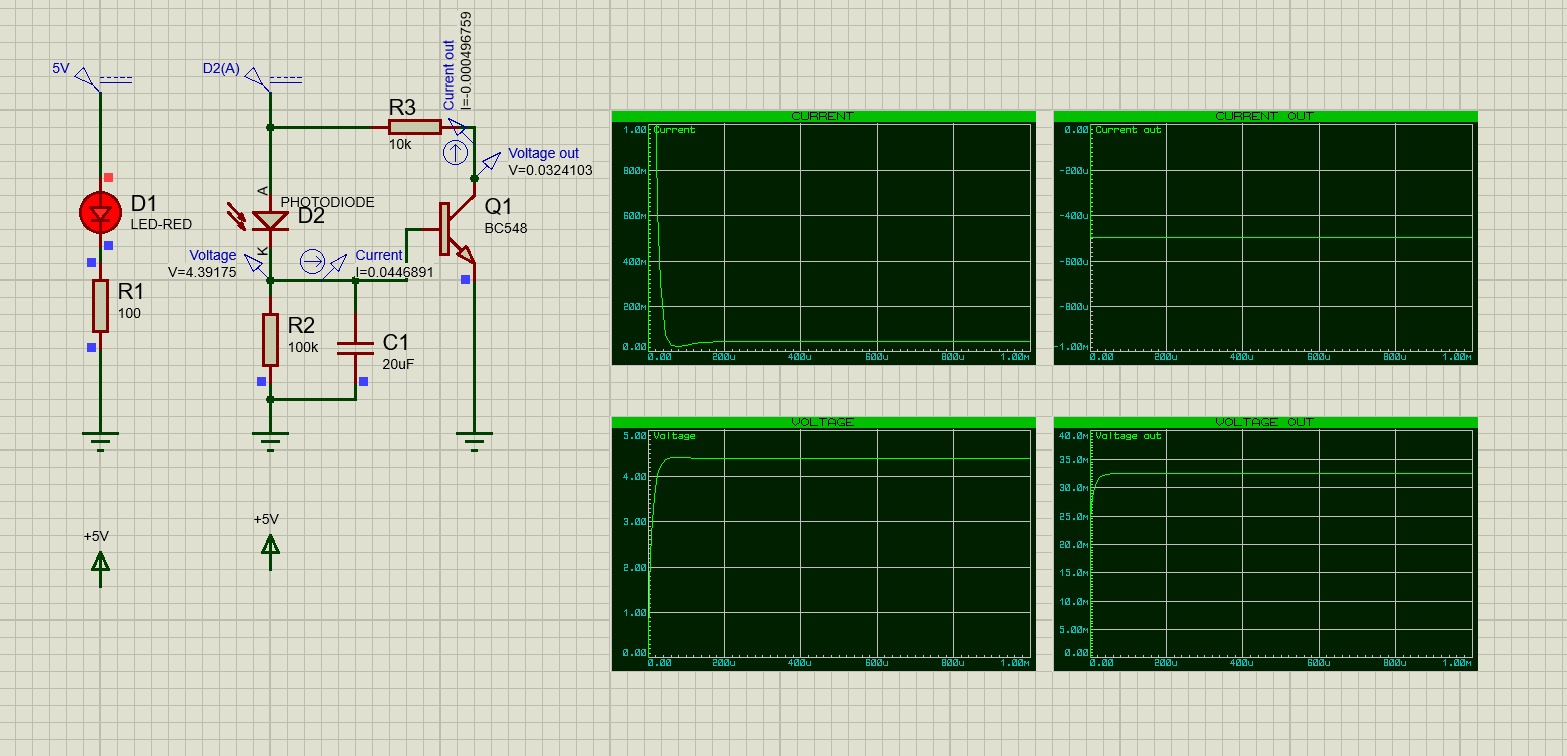 5V
D2(A)
Current out
I=-0.000496759
R3
10k
Voltage out
V=0.0324103
A
PHOTODIODE
D2
K
D1
LED-RED
Q1
BC548
Voltage
V=4.39175
Current
I=0.0446891
R1
100
R2
100k
C1
20uF
+5V
+5V
CURRENT
Current
1.00
800m
600m
400m
200m
0.00
0.00 200u 400u 600u 800u 1.00m
CURRENT OUT
Current out
0.00
-200u
-400u
-600u
-800u
-1.00m
0.00 200u 400u 600u 800u 1.00m
VOLTAGE
Voltage
5.00
4.00
3.00
2.00
1.00
0.00
0.00 200u 400u 600u 800u 1.00m
VOLTAGE OUT
Voltage out
40.0m
35.0m
30.0m
25.0m
20.0m
15.0m
10.0m
5.00m
0.00
0.00 200u 400u 600u 800u 1.00m